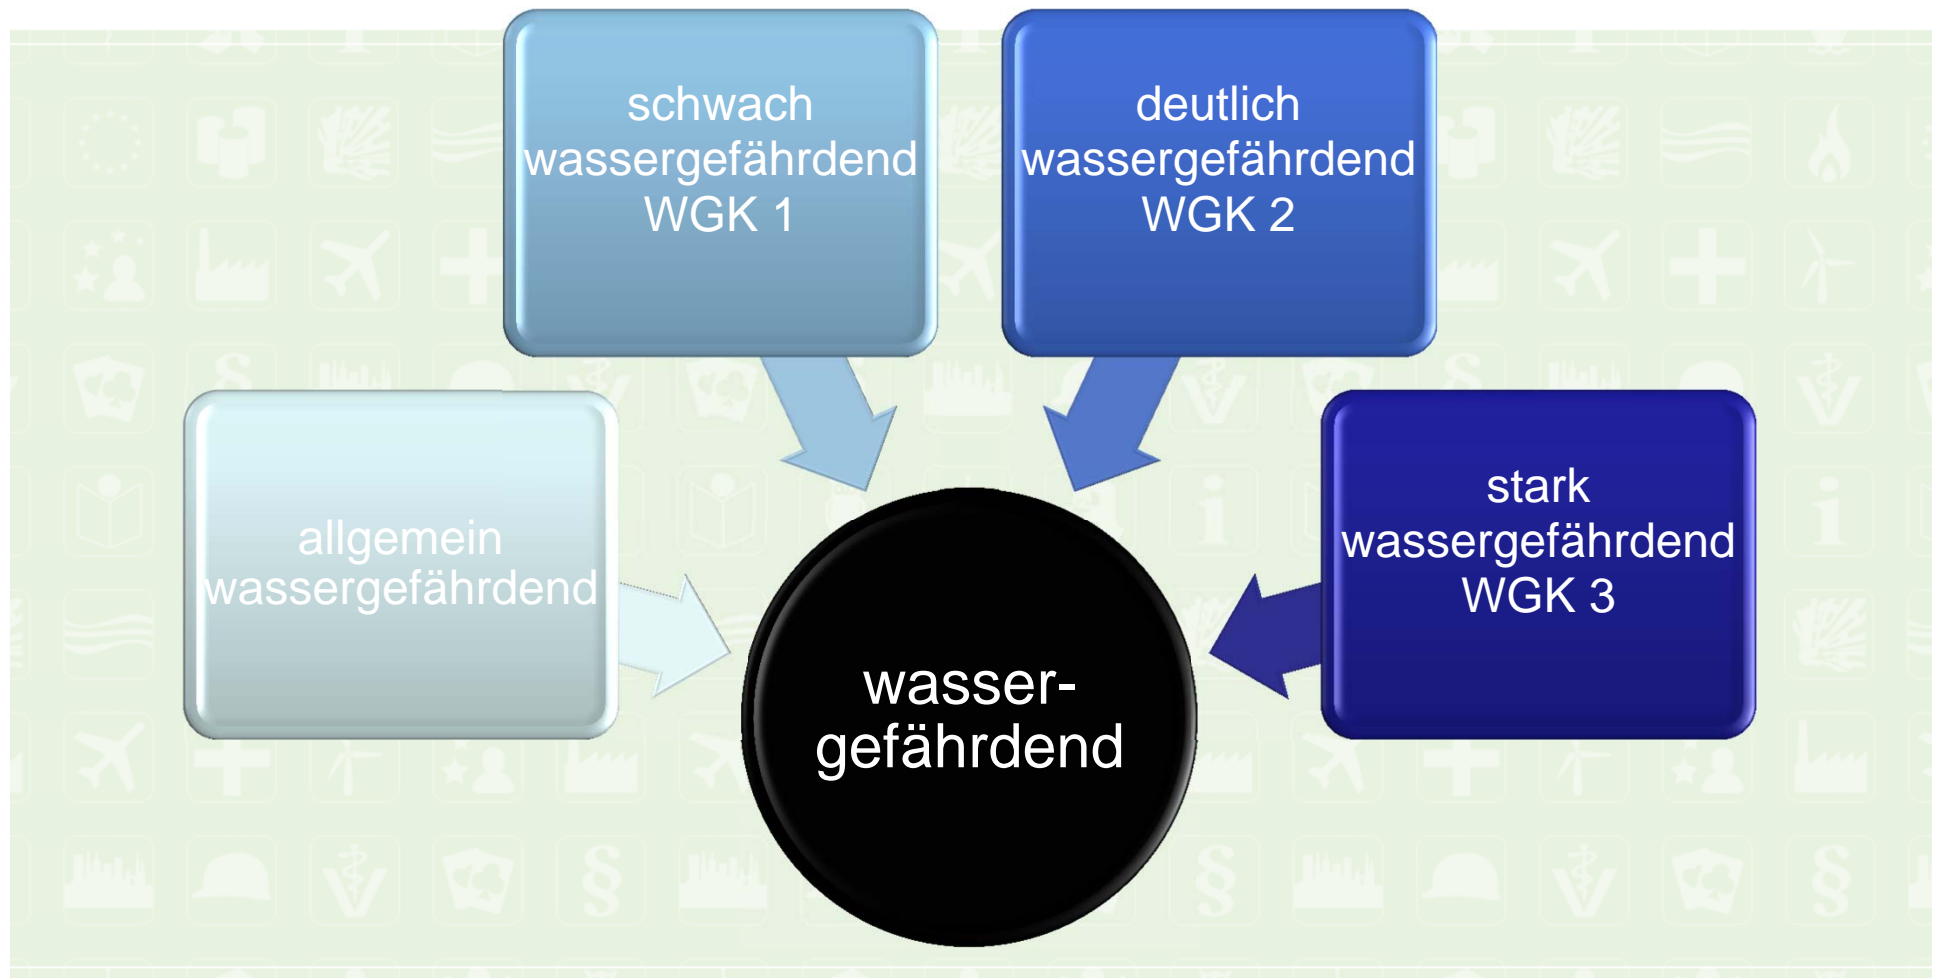 schwach
wassergefährdend
WGK 1
deutlich
wassergefährdend
WGK 2
allgemein
wassergefährdend
stark
wassergefährdend
WGK 3
wasser-
gefährdend